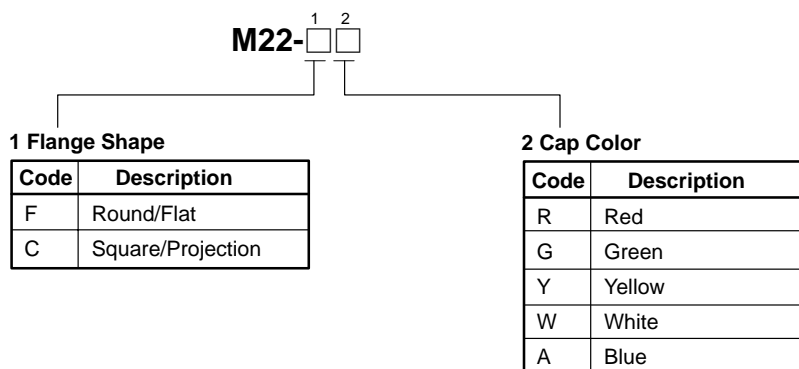 1 2
M22-
1 Flange Shape
Code Description
F Round/Flat
C Square/Projection
2 Cap Color
Code Description
R Red
G Green
Y Yellow
W White
A Blue